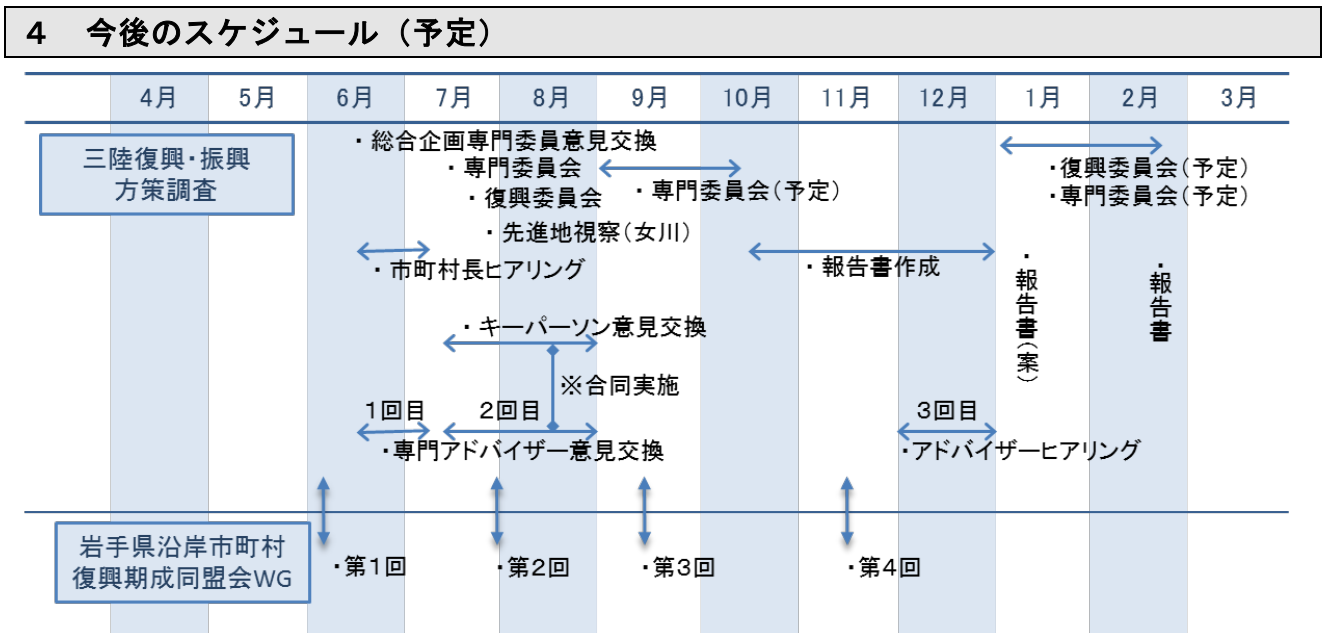 4 今後のスケジュール（予定）
4月 5月 6月 7月 8月 9月 10月 11月 12月 1月 2月 3月
三陸復興・振興
方策調査
・総合企画専門委員意見交換
・専門委員会
・復興委員会
・専門委員会（予定）
・先進地視察（女川）
・市町村長ヒアリング
・報告書作成
・復興委員会（予定）
・専門委員会（予定）
・報告書（案）
・報告書
・キーパーソン意見交換
※合同実施
1回目 2回目 3回目
・専門アドバイザー意見交換
・アドバイザーヒアリング
岩手県沿岸市町村
復興期成同盟会WG
・第1回
・第2回
・第3回
・第4回